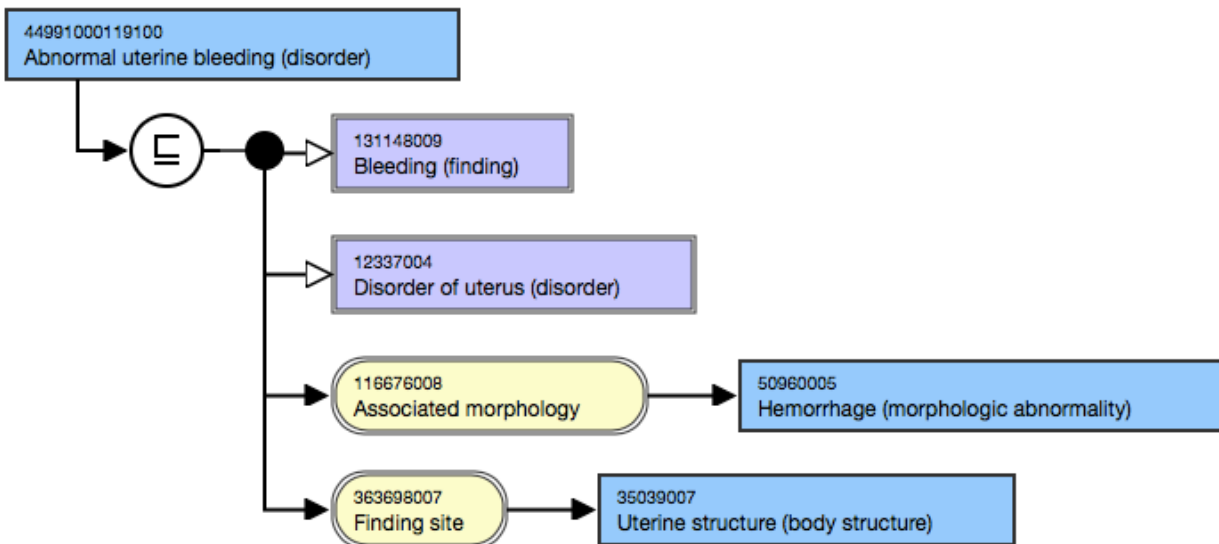 44991000119100
Abnormal uterine bleeding (disorder)
⊑
131148009
Bleeding (finding)
12337004
Disorder of uterus (disorder)
116676008
Associated morphology
50960005
Hemorrhage (morphologic abnormality)
363698007
Finding site
35039007
Uterine structure (body structure)